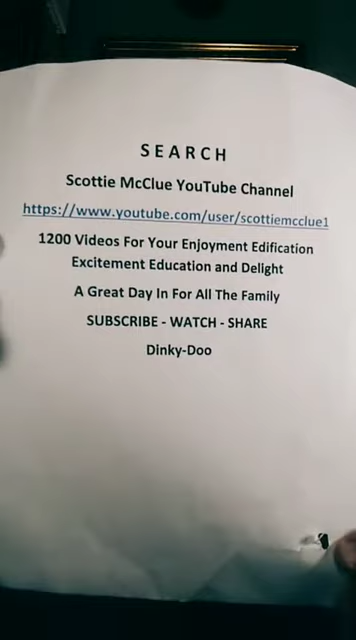 SEARCH
Scottie McClue YouTube Channel
https://www.youtube.com/user/scottiemcclue1
1200 Videos For Your Enjoyment Edification
Excitement Education and Delight
A Great Day In For All The Family
SUBSCRIBE - WATCH - SHARE
Dinky-Doo